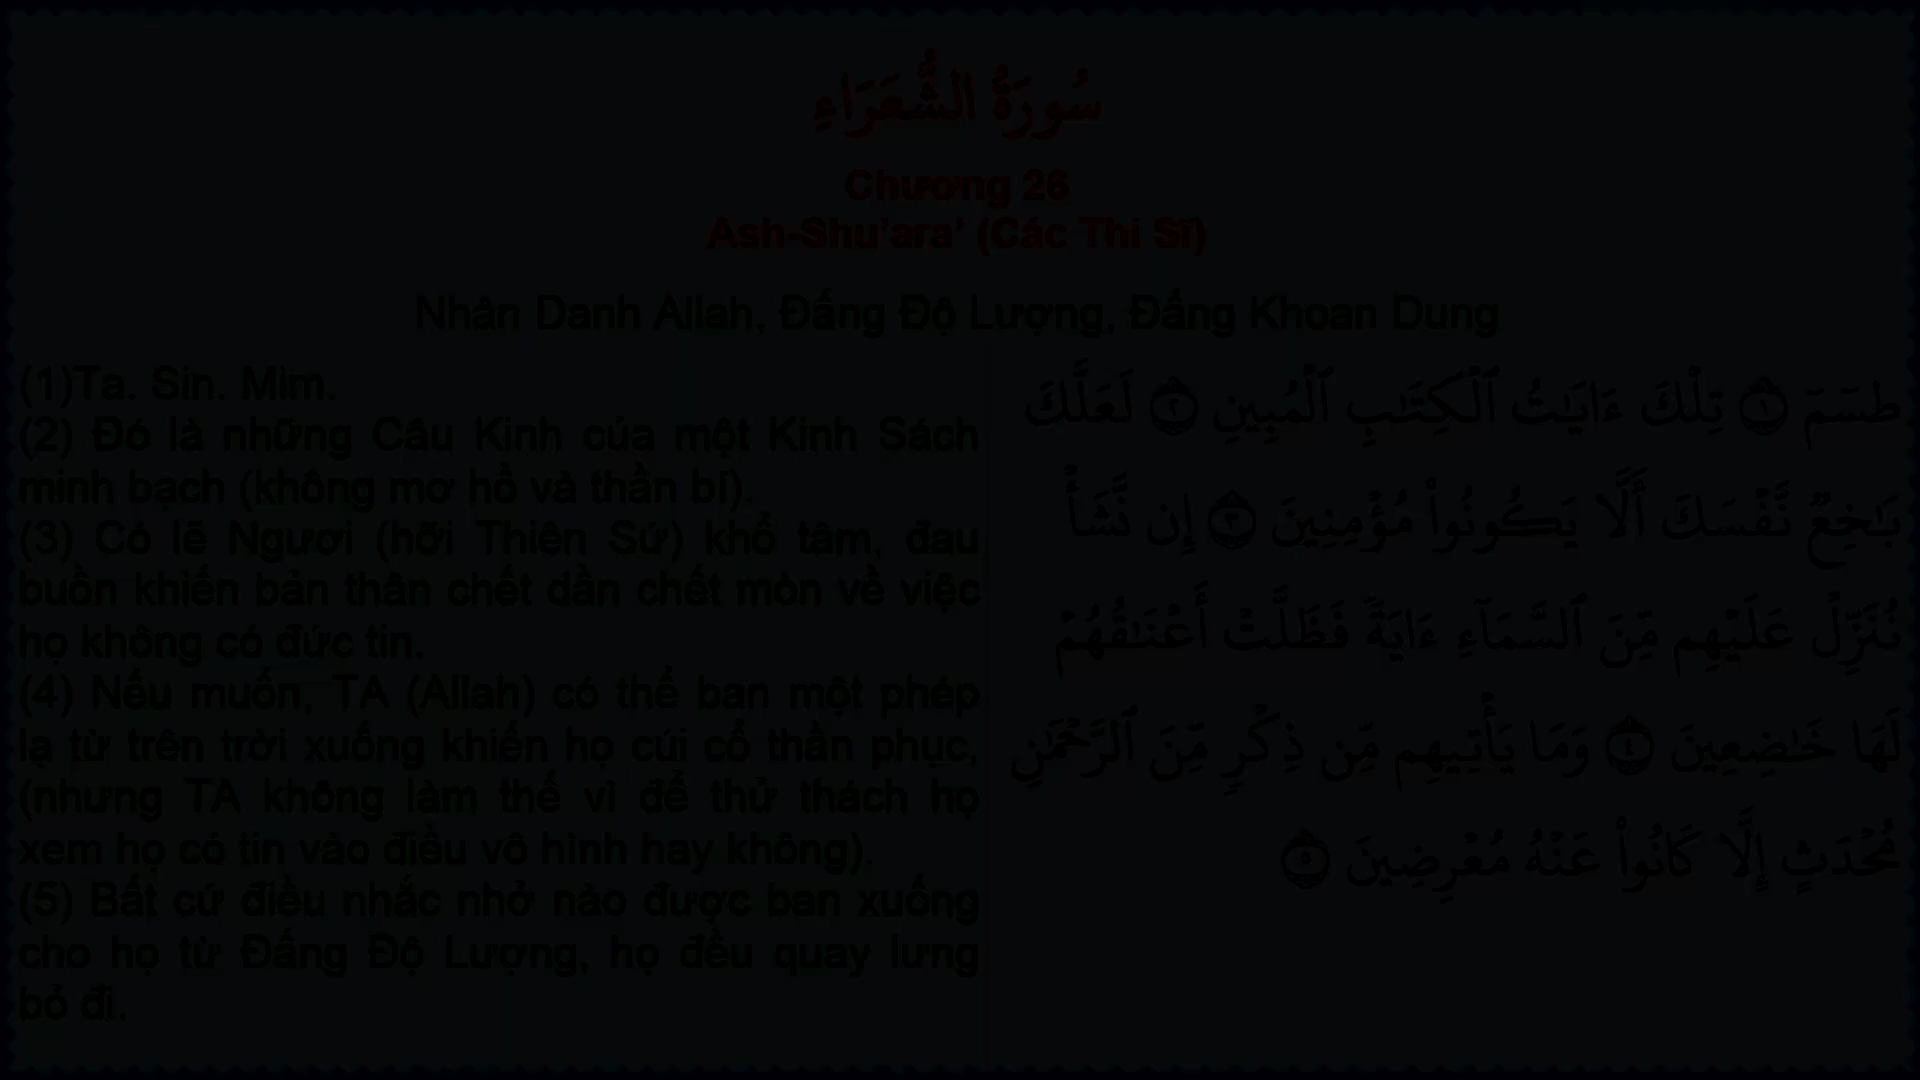 سُورَةُ الشُّعَرَاءِ
Chương 26
Ash-Shu’ara’ (Các Thi Sĩ)
Nhân Danh Allah, Đấng Độ Lượng, Đấng Khoan Dung
(1)Ta. Sin. Mim.
(2) Đó là những Câu Kinh của một Kinh Sách
minh bạch (không mơ hồ và thần bí).
(3) Có lẽ Ngươi (hỡi Thiên Sứ) khổ tâm, đau
buồn khiến bản thân chết dần chết mòn về việc
họ không có đức tin.
(4) Nếu muốn, TA (Allah) có thể ban một phép
lạ từ trên trời xuống khiến họ cúi cổ thần phục,
(nhưng TA không làm thế vì để thử thách họ
xem họ có tin vào điều vô hình hay không).
(5) Bất cứ điều nhắc nhở nào được ban xuống
cho họ từ Đấng Độ Lượng, họ đều quay lưng
bỏ đi.
طسٓمٓ ١ تِلۡكَ ءَايَٰتُ ٱلۡكِتَٰبِ ٱلۡمُبِينِ ٢ لَعَلَّكَ
بَٰخِعٞ نَّفۡسَكَ أَلَّا يَكُونُواْ مُؤۡمِنِينَ ٣ إِن نَّشَأۡ
نُنَزِّلۡ عَلَيۡهِم مِّنَ ٱلسَّمَآءِ ءَايَةٗ فَظَلَّتۡ أَعۡنَٰقُهُمۡ
لَهَا خَٰضِعِينَ ٤ وَمَا يَأۡتِيهِم مِّن ذِكۡرٖ مِّنَ ٱلرَّحۡمَٰنِ
مُحۡدَثٍ إِلَّا كَانُواْ عَنۡهُ مُعۡرِضِينَ ٥